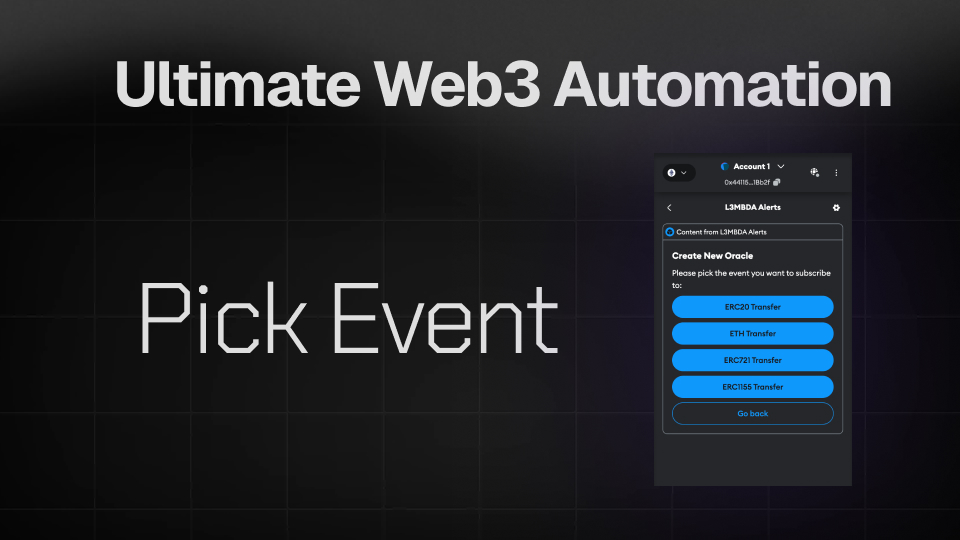 Ultimate Web3 Automation
Pick Event
Account 1
0x44115...1Bb2f
L3MBDA Alerts
Content from L3MBDA Alerts
Create New Oracle
Please pick the event you want to subscribe
to:
ERC20 Transfer
ETH Transfer
ERC721 Transfer
ERC1155 Transfer
Go back